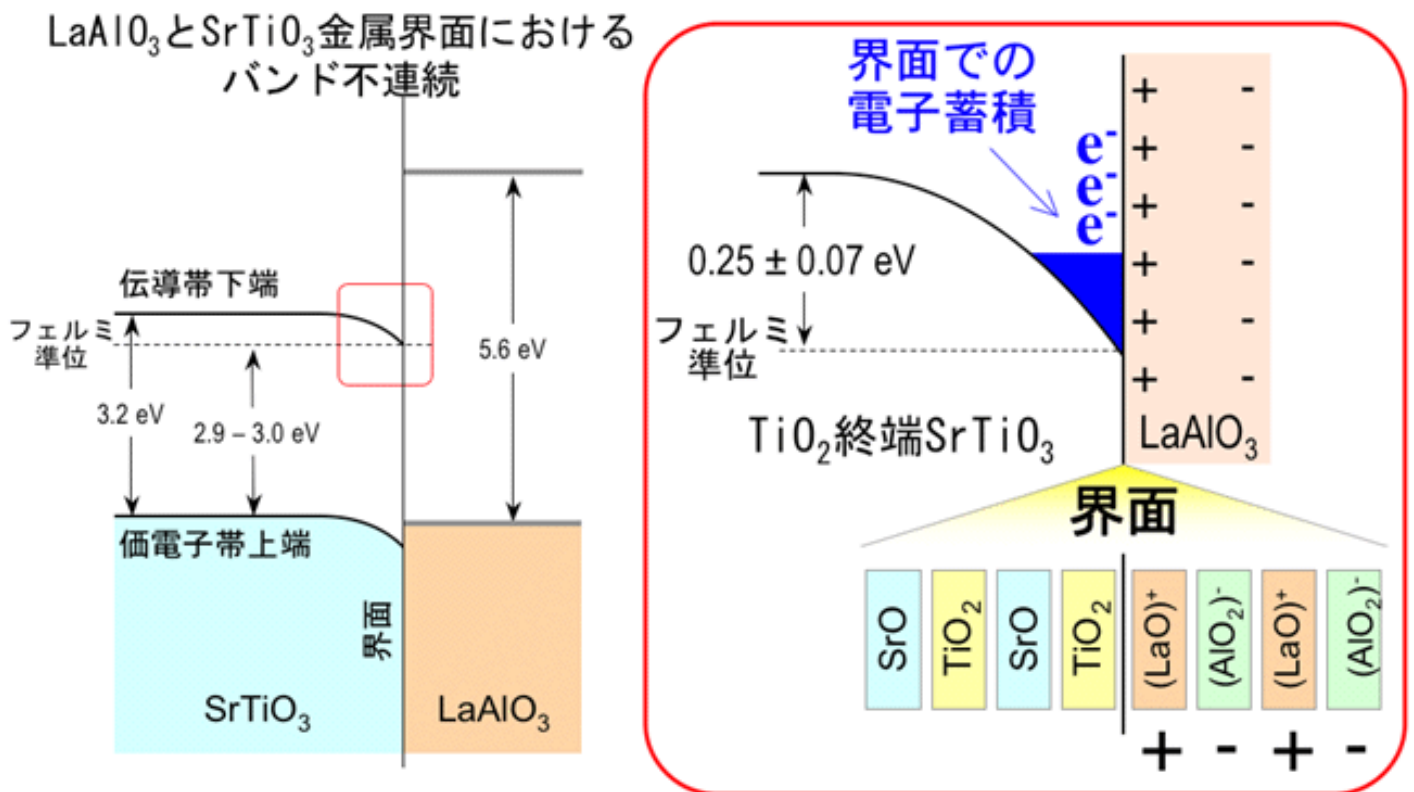 LaAlO₃とSrTiO₃金属界面における
バンド不連続
伝導帯下端
フェルミ
準位
3.2 eV
2.9 – 3.0 eV
5.6 eV
価電子帯上端
界面
SrTiO₃
LaAlO₃
界面での
電子蓄積
e⁻
e⁻
e⁻
+ -
+ -
+ -
+ -
+ -
+ -
0.25 ± 0.07 eV
フェルミ
準位
TiO₂終端SrTiO₃
LaAlO₃
界面
SrO
TiO₂
SrO
TiO₂
(LaO)⁺
(AlO₂)⁻
(LaO)⁺
(AlO₂)⁻
+ - + -